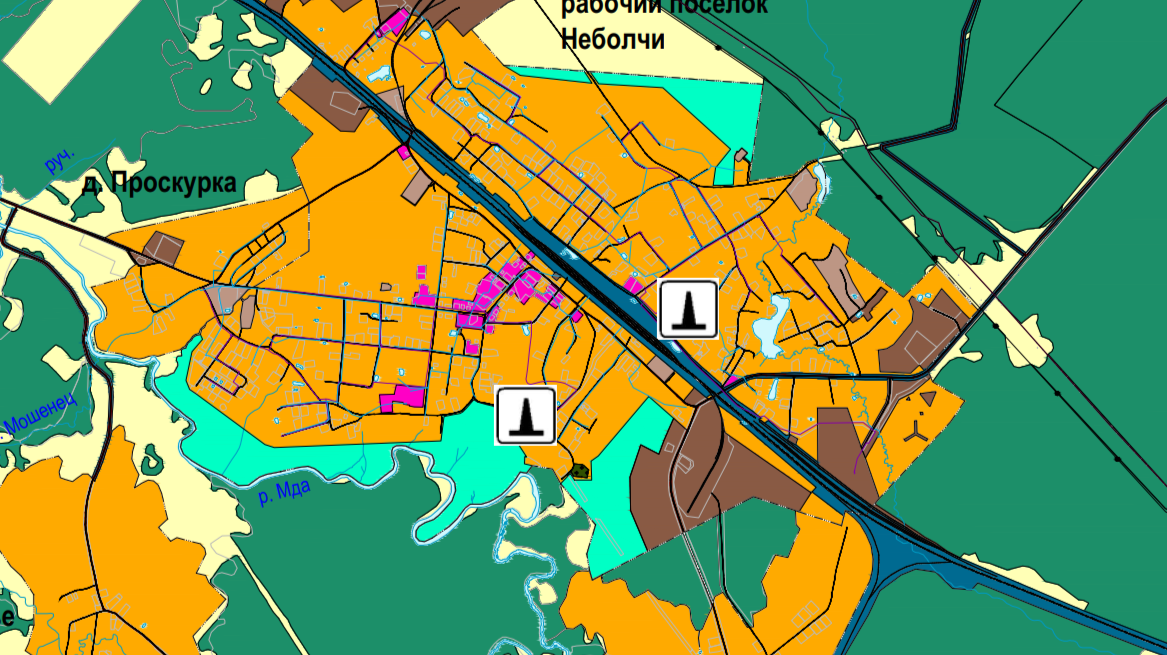 рабочий поселок
Неболчи
руч.
д. Проскурка
Мошенец
р. Мда